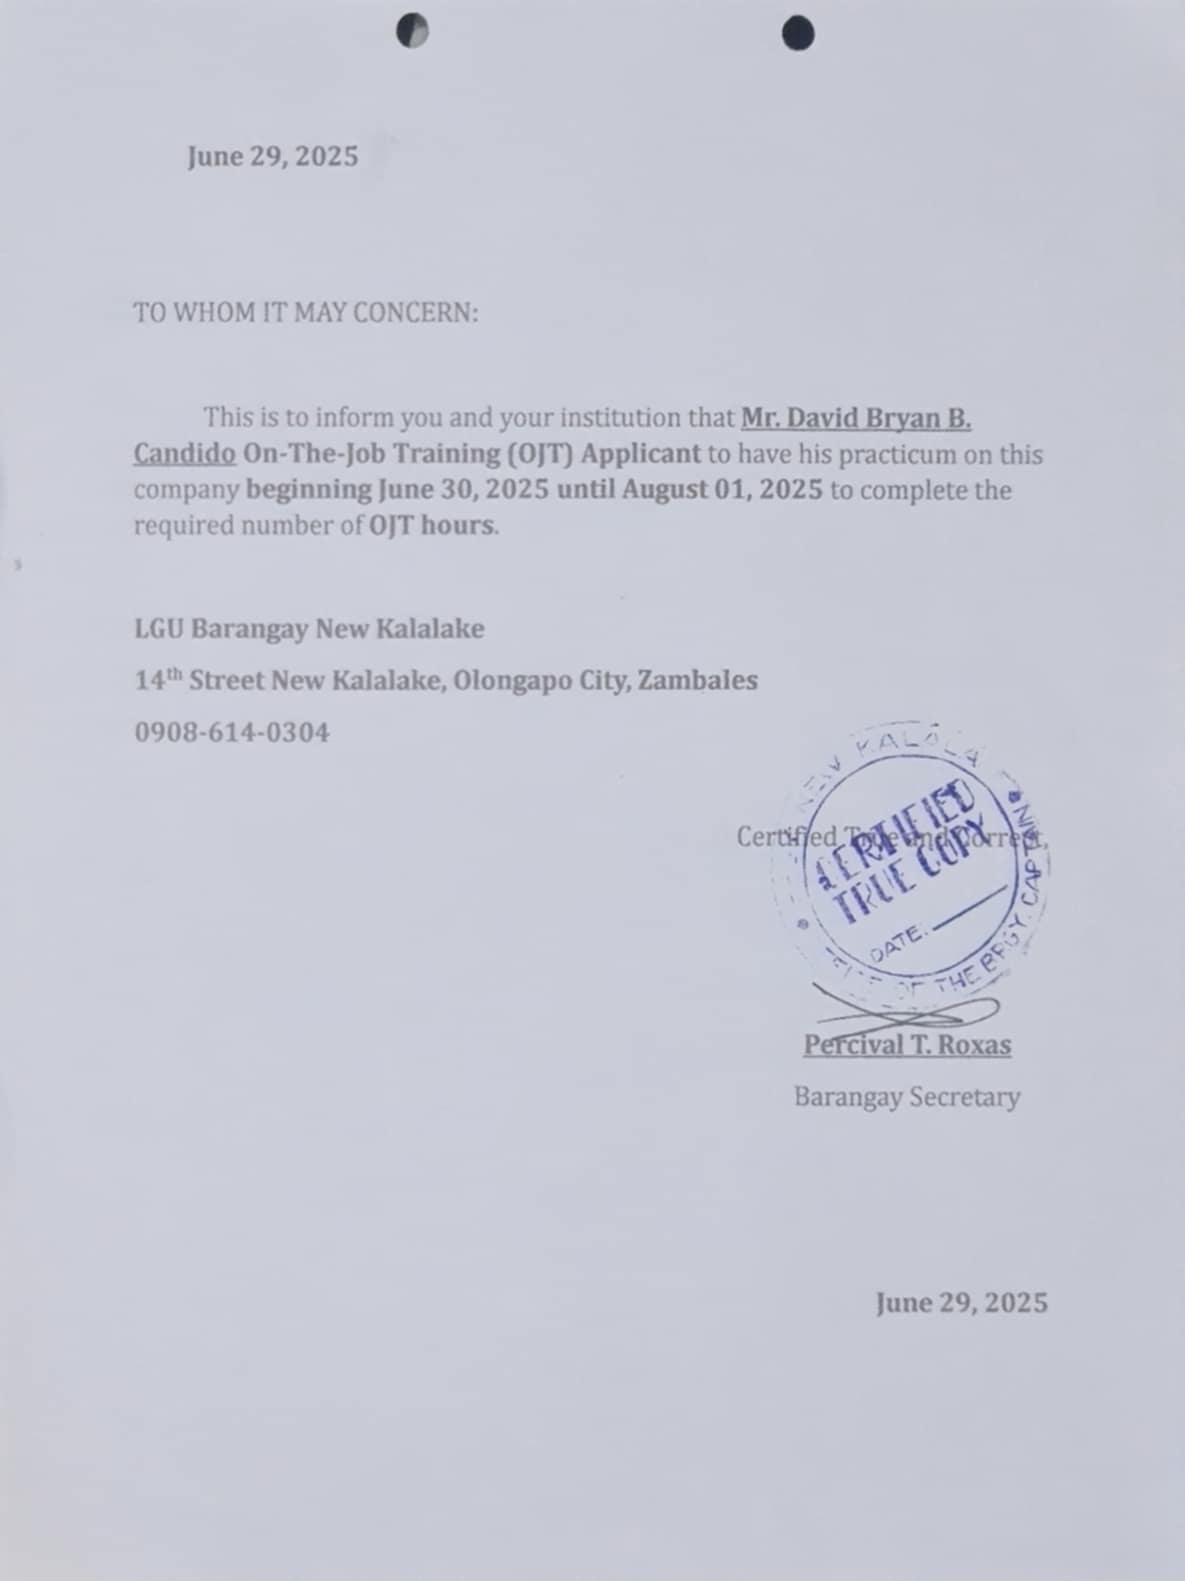 June 29, 2025
TO WHOM IT MAY CONCERN:
This is to inform you and your institution that Mr. David Bryan B.
Candido On-The-Job Training (OJT) Applicant to have his practicum on this
company beginning June 30, 2025 until August 01, 2025 to complete the
required number of OJT hours.
LGU Barangay New Kalalake
14th Street New Kalalake, Olongapo City, Zambales
0908-614-0304
Certified True and Correct,
NEW KALALA
CERTIFIED
TRUE COPY
DATE:
OF THE BRGY. CAPTAIN
Percival T. Roxas
Barangay Secretary
June 29, 2025